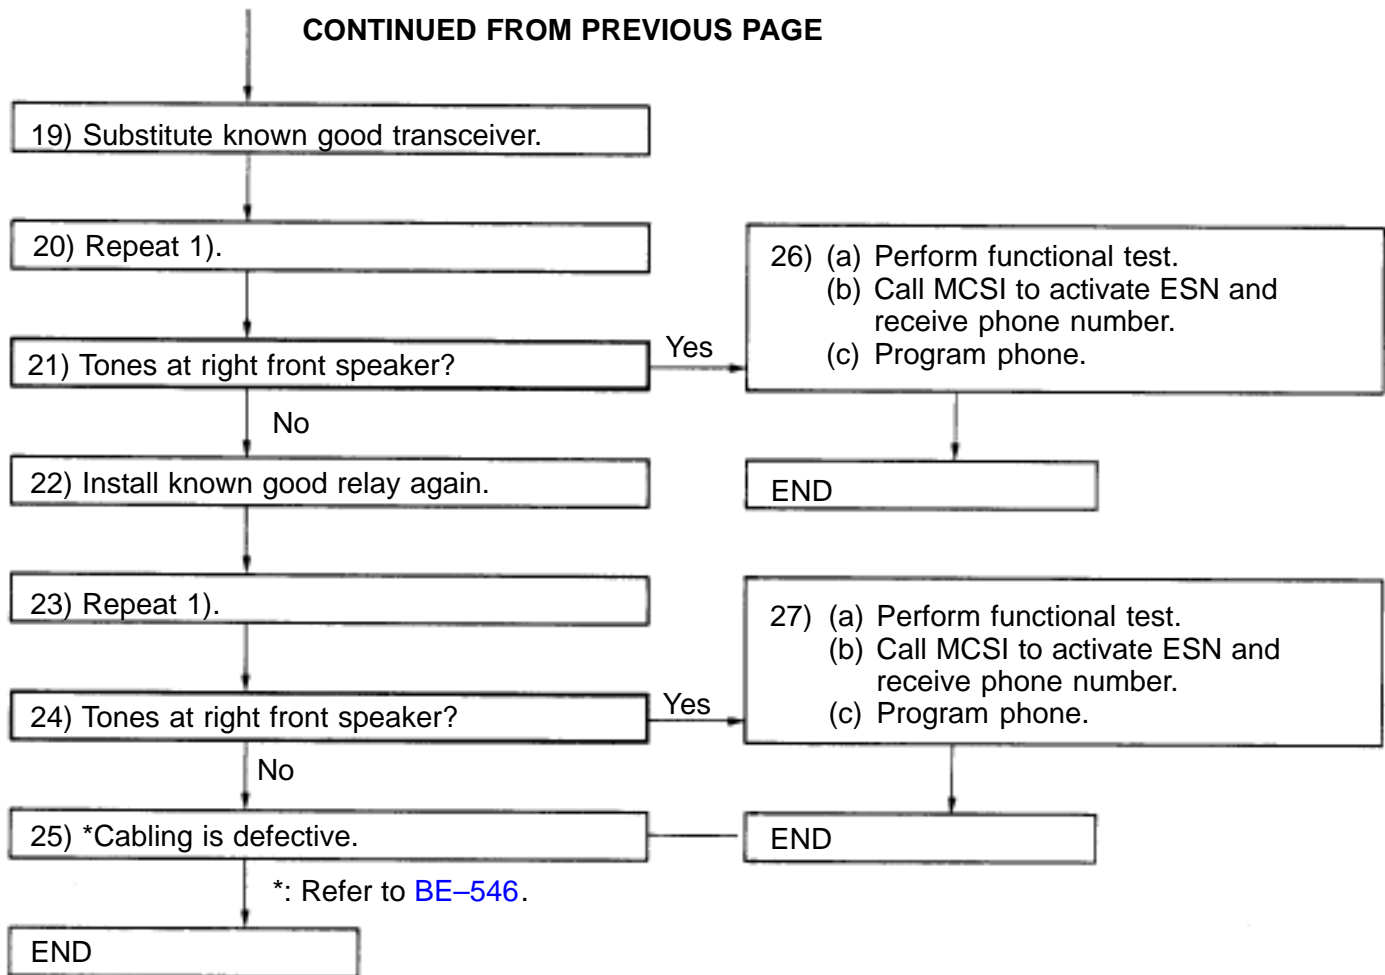 CONTINUED FROM PREVIOUS PAGE
19) Substitute known good transceiver.
20) Repeat 1).
21) Tones at right front speaker?
Yes
26) (a) Perform functional test.
(b) Call MCSI to activate ESN and
receive phone number.
(c) Program phone.
No
END
22) Install known good relay again.
23) Repeat 1).
24) Tones at right front speaker?
Yes
27) (a) Perform functional test.
(b) Call MCSI to activate ESN and
receive phone number.
(c) Program phone.
No
25) *Cabling is defective.
END
*: Refer to BE–546.
END